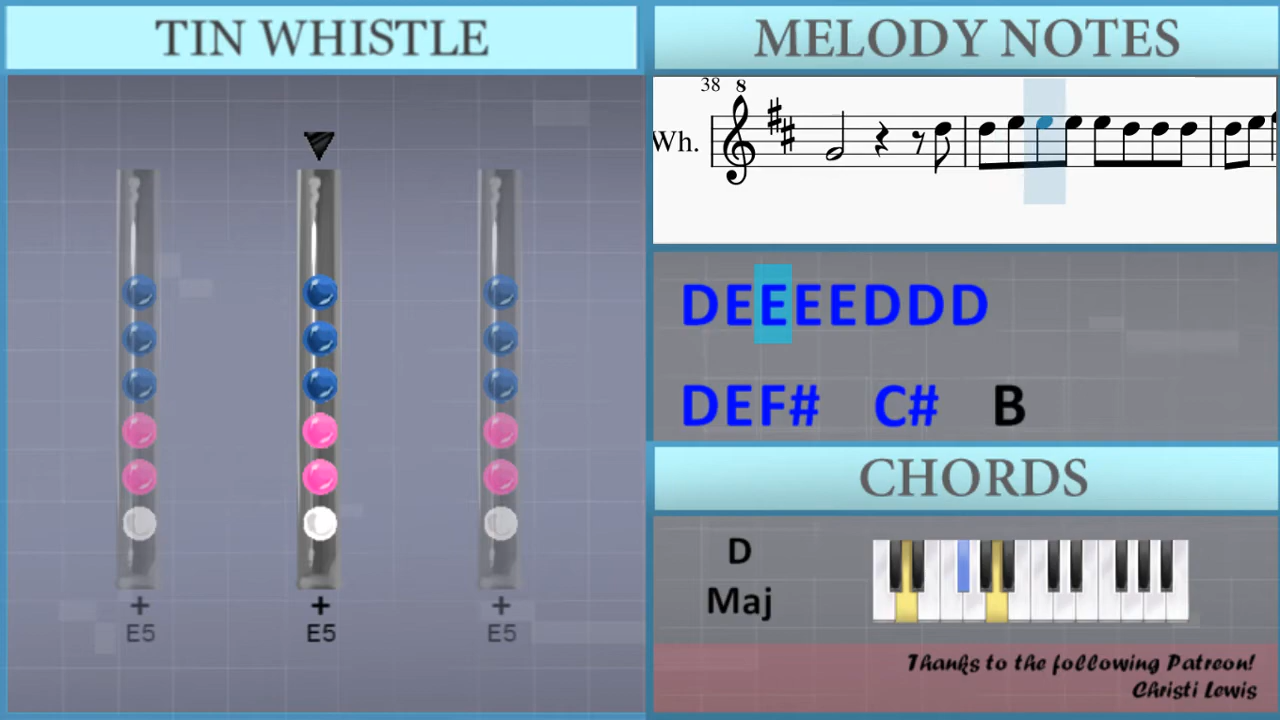 TIN WHISTLE
+
E5
+
E5
+
E5
MELODY NOTES
38 8
Wh.
DEEEEDDD
DEF# C# B
CHORDS
D
Maj
Thanks to the following Patreon!
Christi Lewis